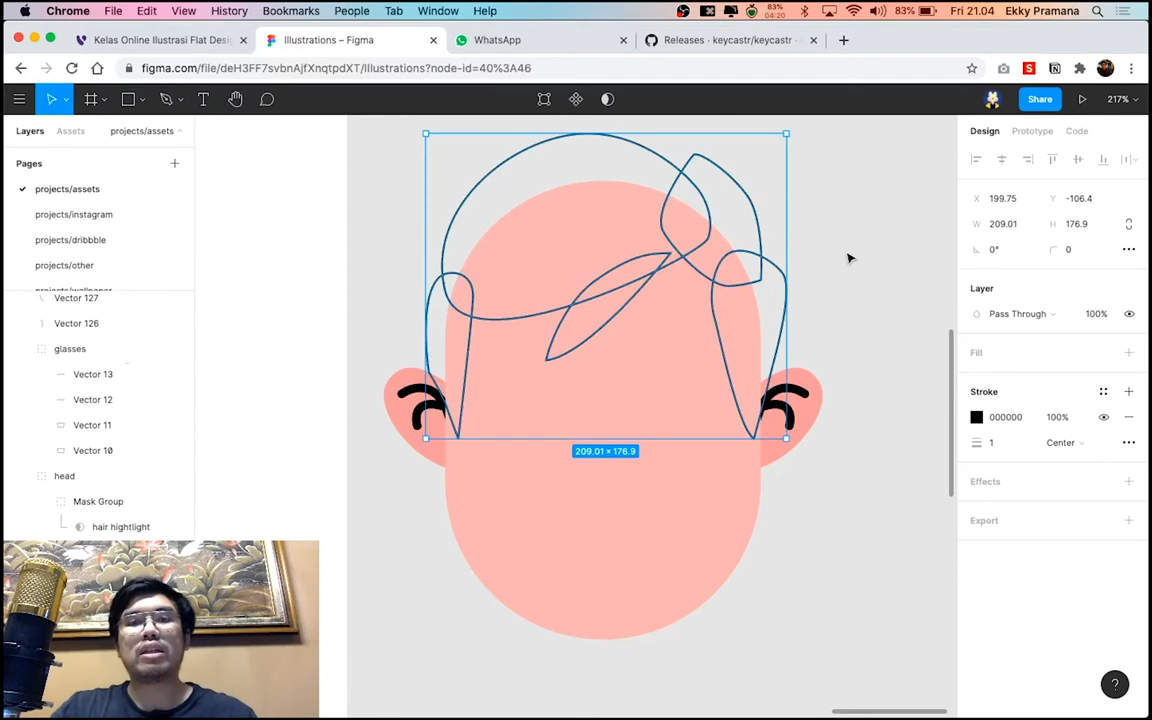 Chrome File Edit View History Bookmarks People Tab Window Help 83% 04:20 83% Fri 21.04 Ekky Pramana
Kelas Online Ilustrasi Flat Desi Illustrations – Figma WhatsApp Releases · keycastr/keycastr ·
figma.com/file/deH3FF7svbnAjfXnqtpdXT/Illustrations?node-id=40%3A46
Share 217%
Layers Assets projects/assets
Design Prototype Code
Pages
projects/assets
projects/instagram
projects/dribbble
projects/other
projects/wallpaper
Vector 127
Vector 126
glasses
Vector 13
Vector 12
Vector 11
Vector 10
head
Mask Group
hair hightlight
X 199.75 Y -106.4
W 209.01 H 176.9
0° 0
Layer
Pass Through 100%
Fill
Stroke
000000 100%
1 Center
Effects
Export
209.01 × 176.9
?